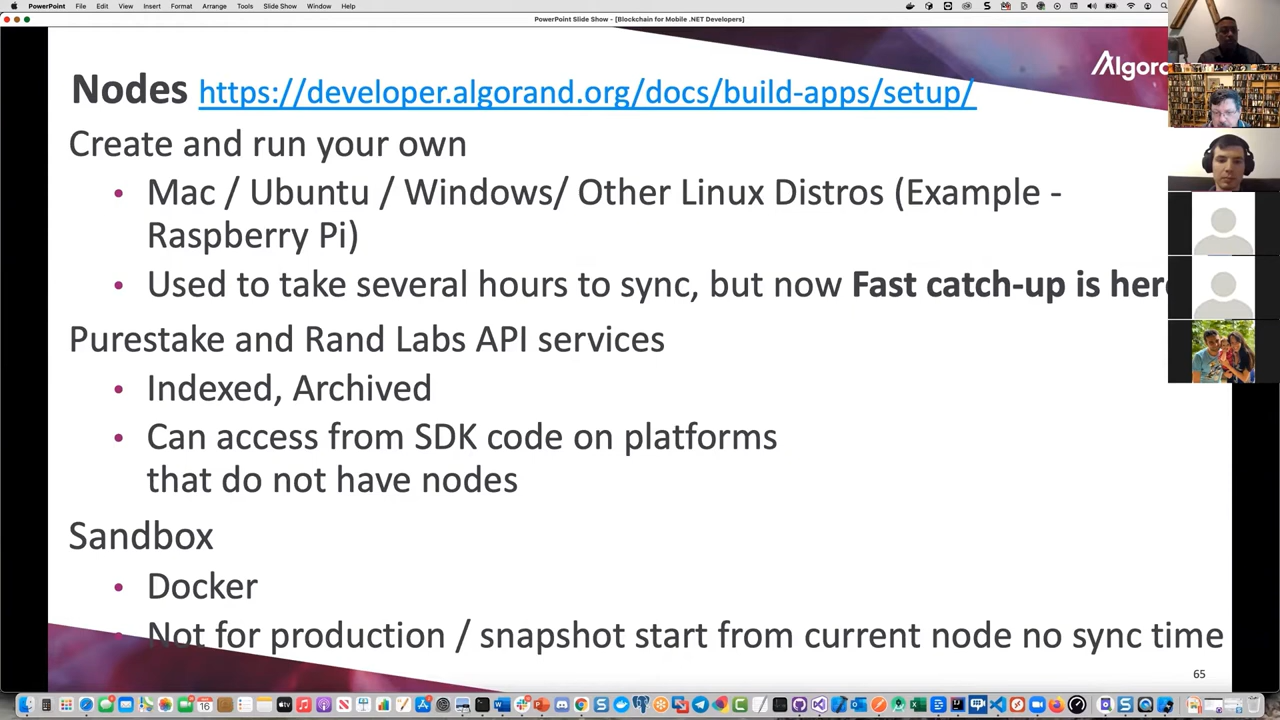 PowerPoint File Edit View Insert Format Arrange Tools Slide Show Window Help
PowerPoint Slide Show - [Blockchain for Mobile .NET Developers]
Algorand
Nodes https://developer.algorand.org/docs/build-apps/setup/
Create and run your own
• Mac / Ubuntu / Windows/ Other Linux Distros (Example -
Raspberry Pi)
• Used to take several hours to sync, but now Fast catch-up is here
Purestake and Rand Labs API services
• Indexed, Archived
• Can access from SDK code on platforms
that do not have nodes
Sandbox
• Docker
• Not for production / snapshot start from current node no sync time
65